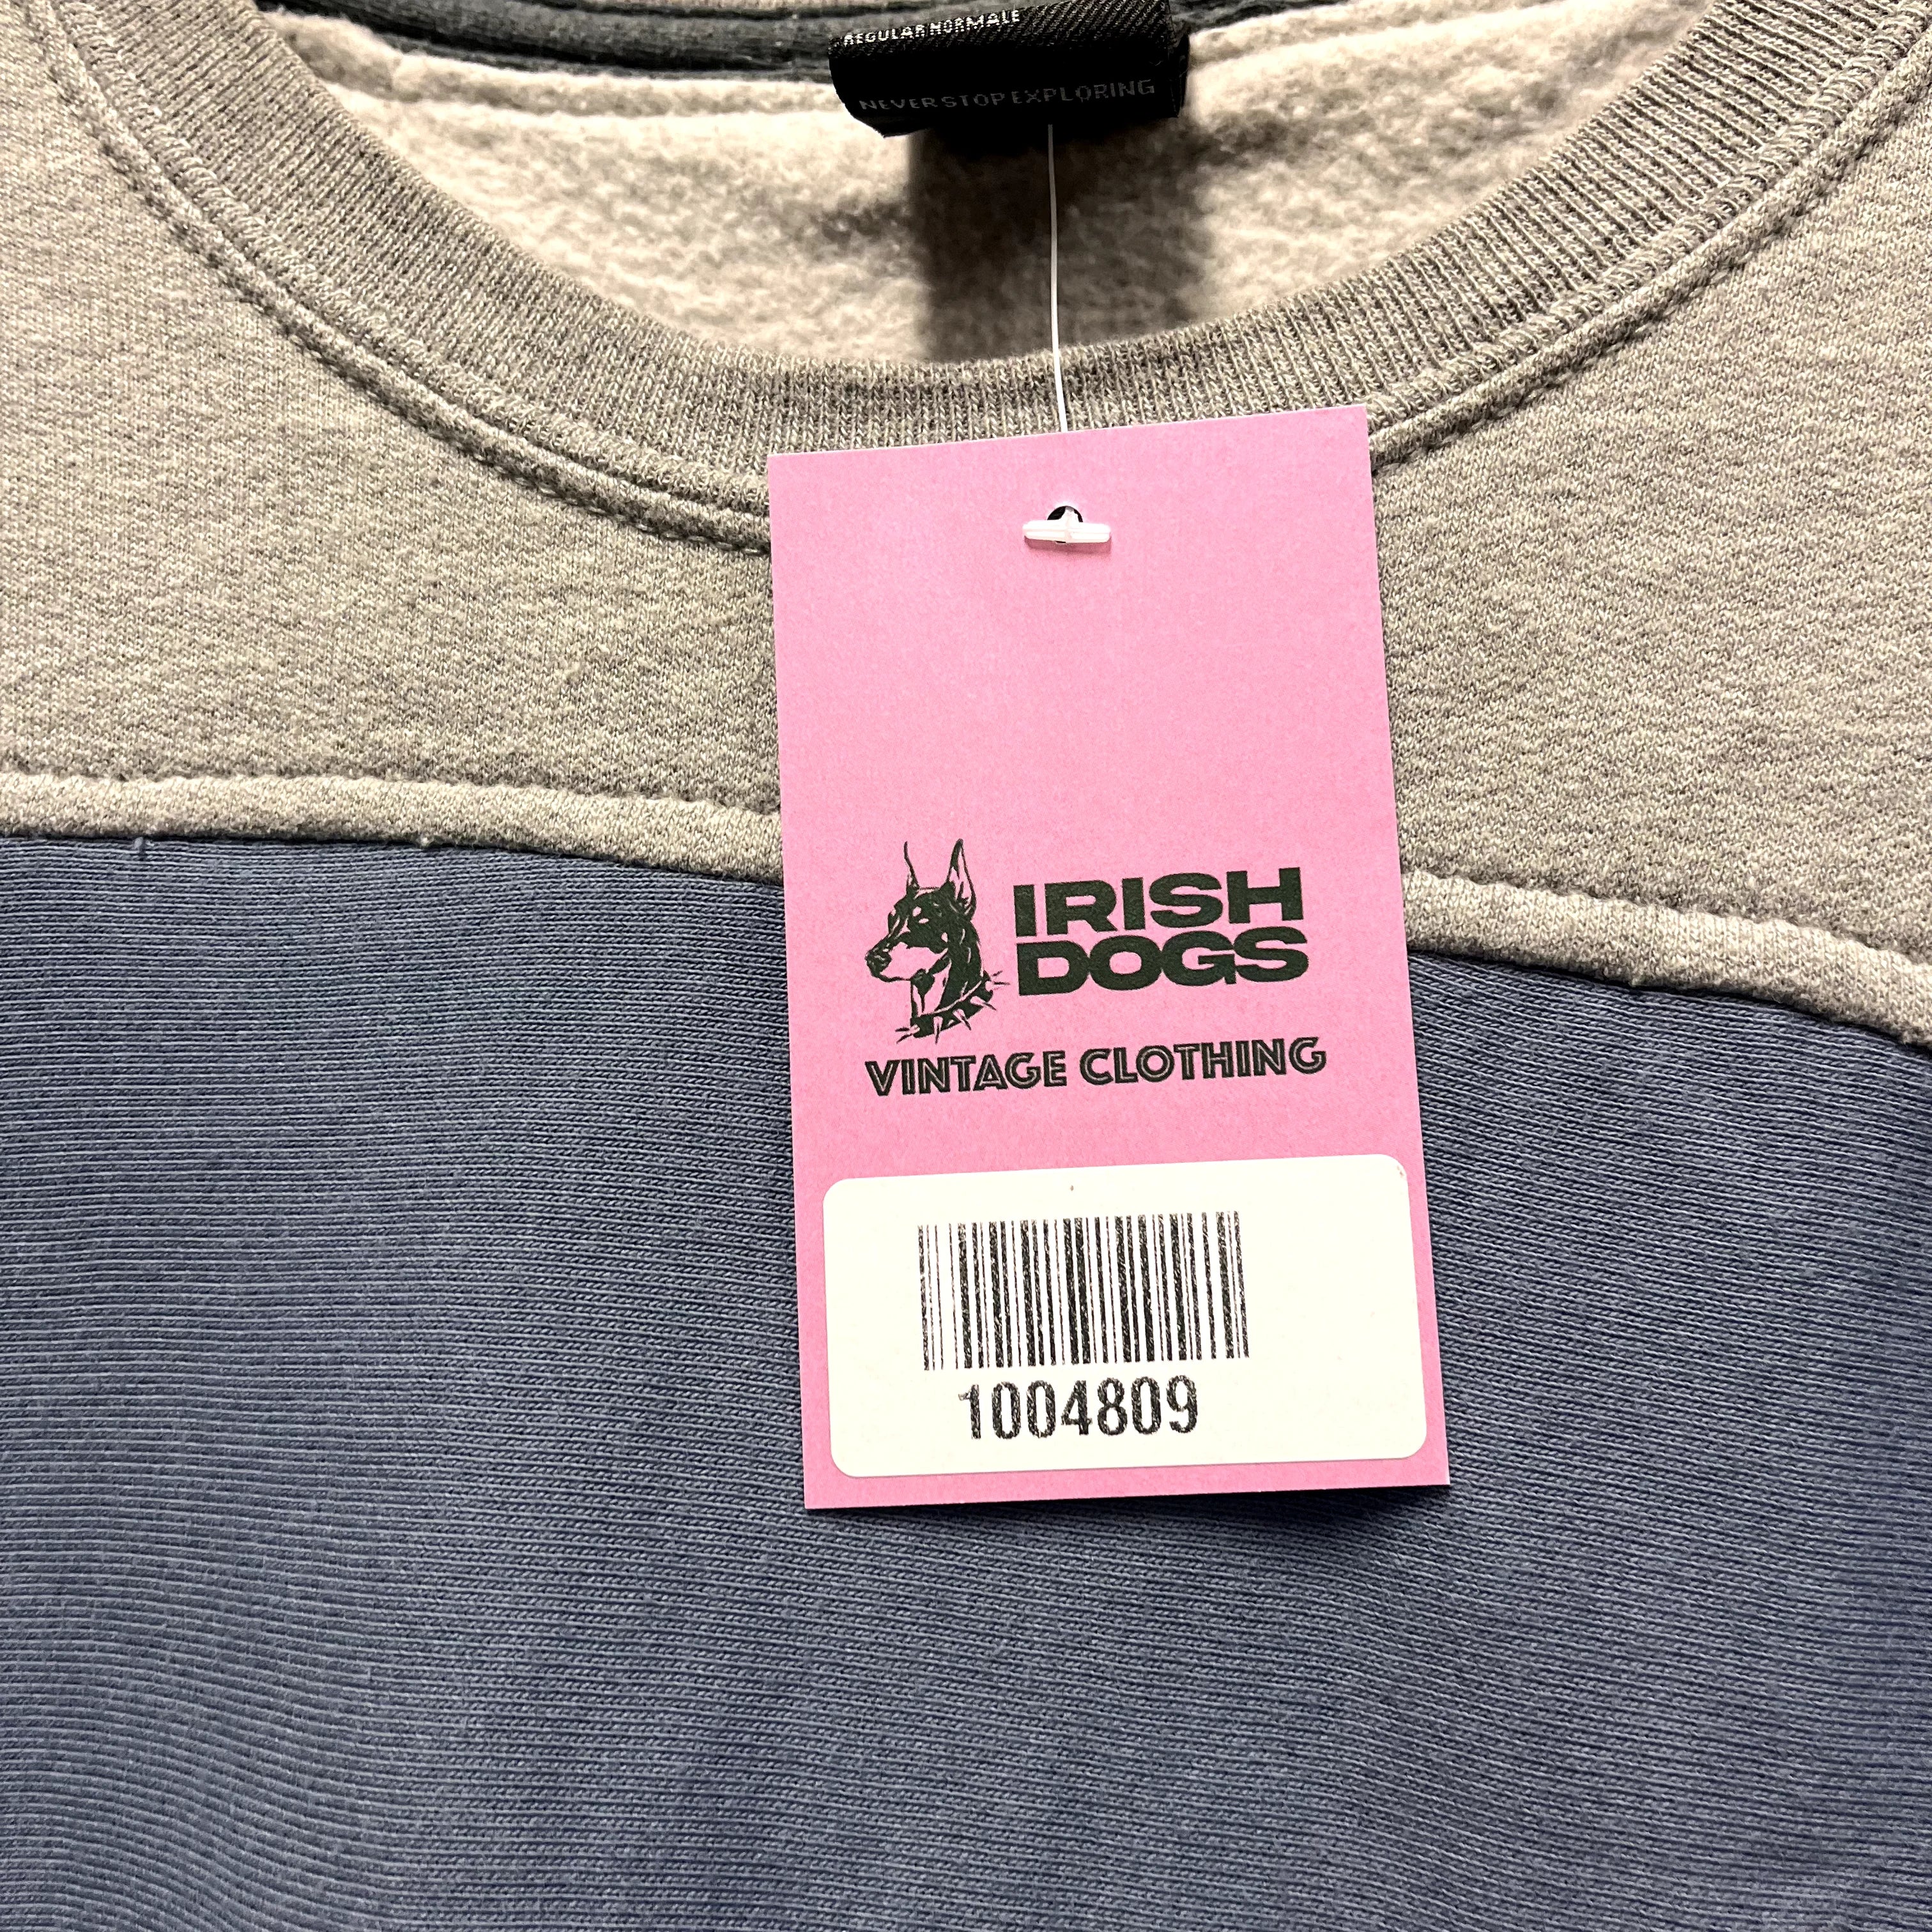 REGULAR NORMALE
NEVER STOP EXPLORING
IRISH
DOGS
VINTAGE CLOTHING
1004809